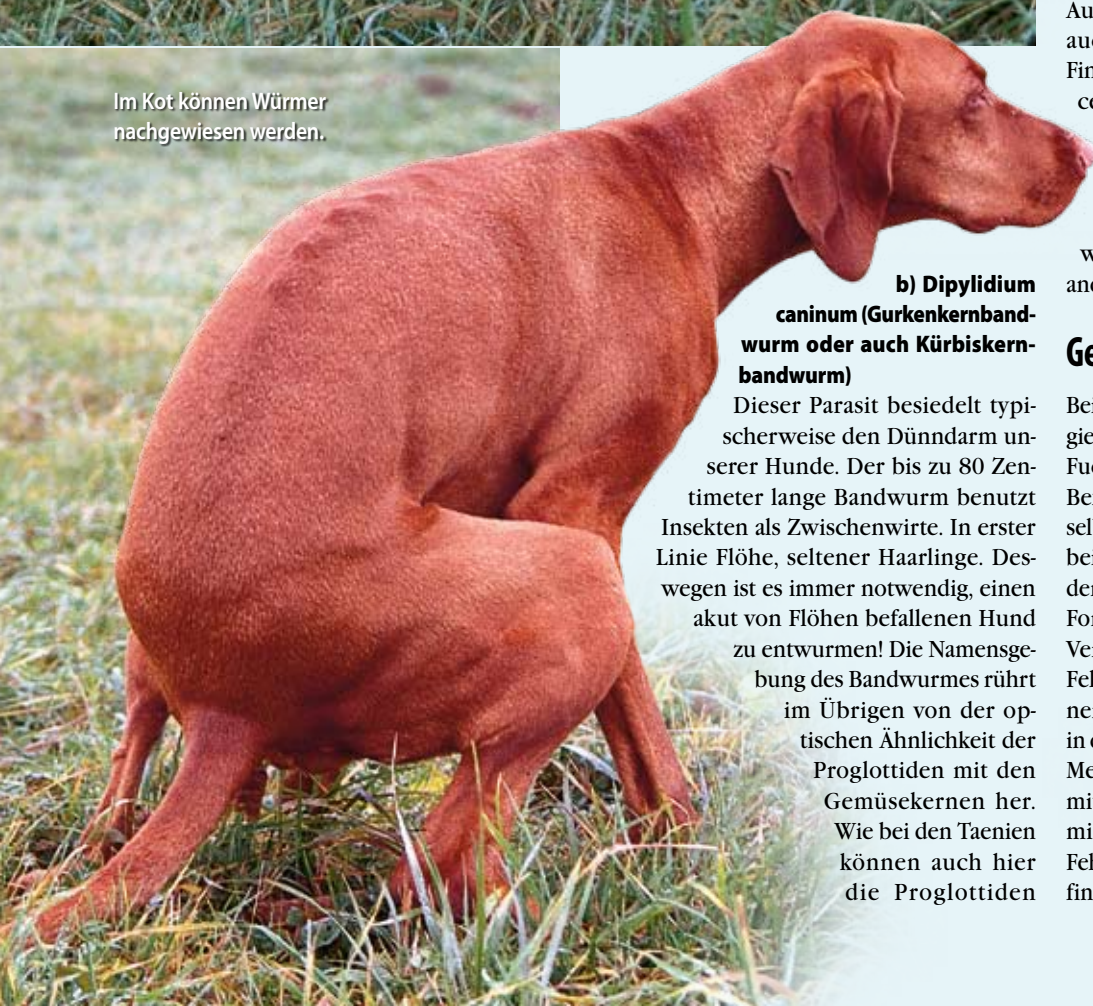 Im Kot können Würmer
nachgewiesen werden.
b) Dipylidium
caninum (Gurkenkernband-
wurm oder auch Kürbiskern-
bandwurm)
Dieser Parasit besiedelt typi-
scherweise den Dünndarm un-
serer Hunde. Der bis zu 80 Zen-
timeter lange Bandwurm benutzt
Insekten als Zwischenwirte. In erster
Linie Flöhe, seltener Haarlinge. Des-
wegen ist es immer notwendig, einen
akut von Flöhen befallenen Hund
zu entwurmen! Die Namensge-
bung des Bandwurmes rührt
im Übrigen von der op-
tischen Ähnlichkeit der
Proglottiden mit den
Gemüsekernen her.
Wie bei den Taenien
können auch hier
die Proglottiden